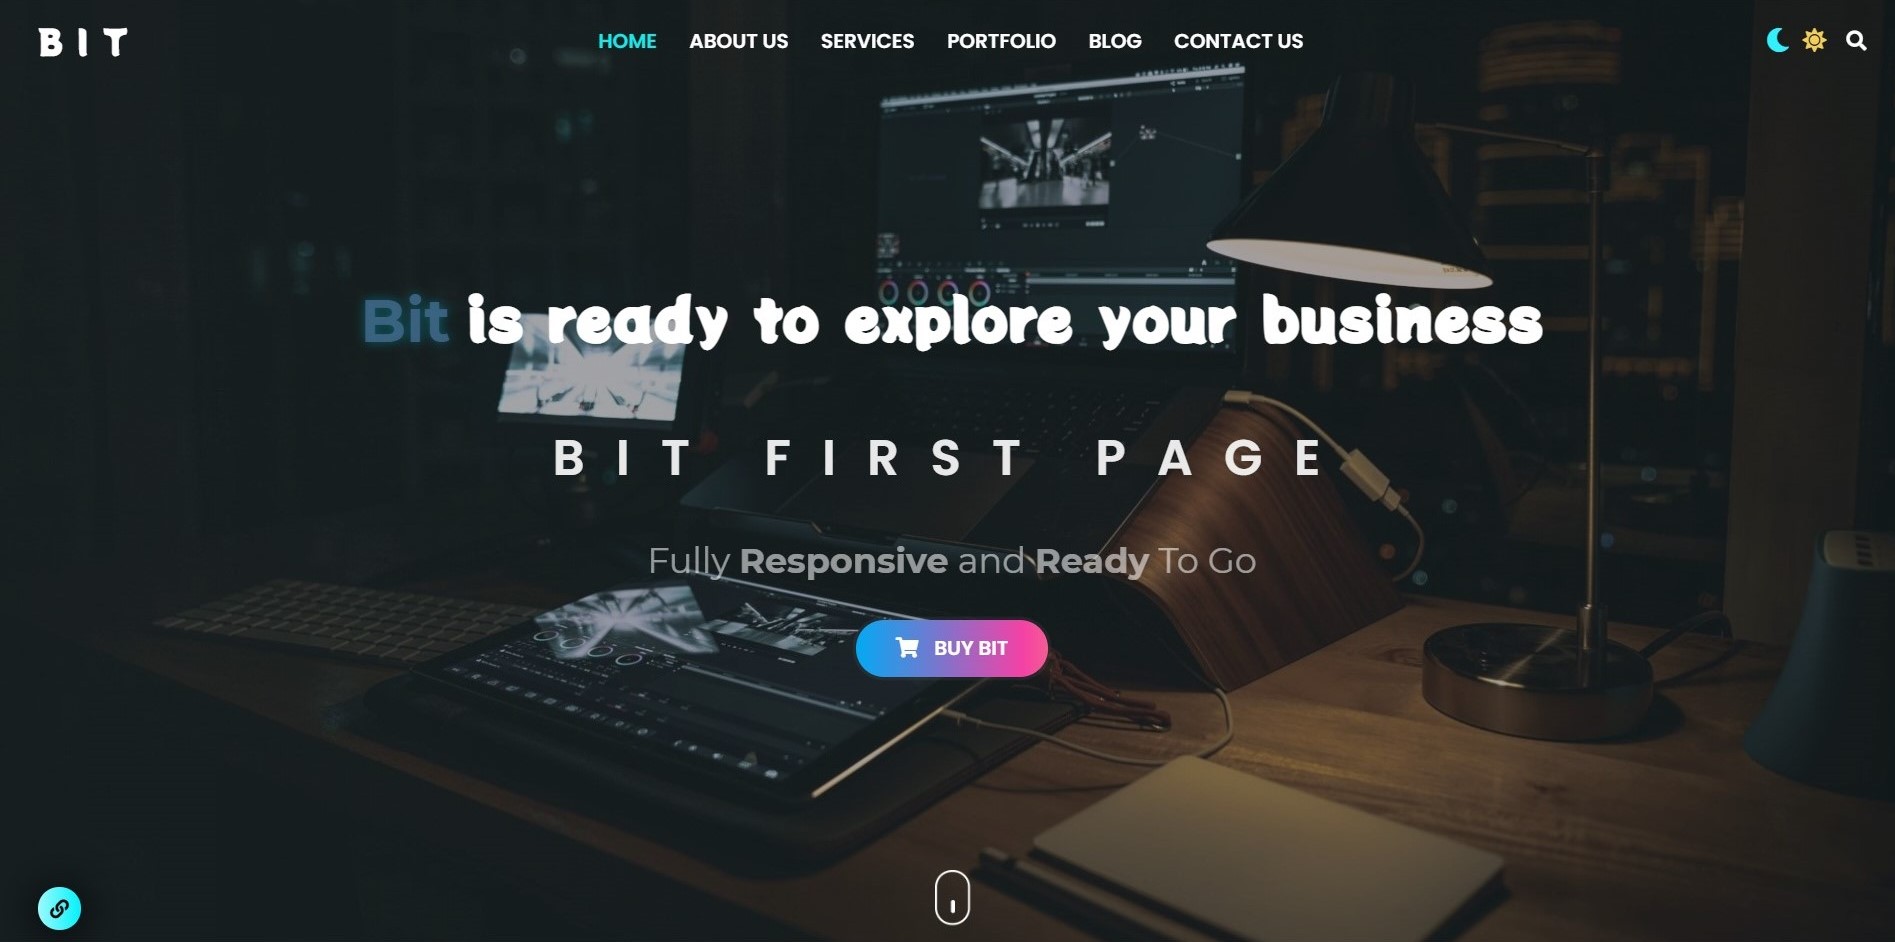 BIT
HOME ABOUT US SERVICES PORTFOLIO BLOG CONTACT US
Bit is ready to explore your business
BIT FIRST PAGE
Fully Responsive and Ready To Go
BUY BIT